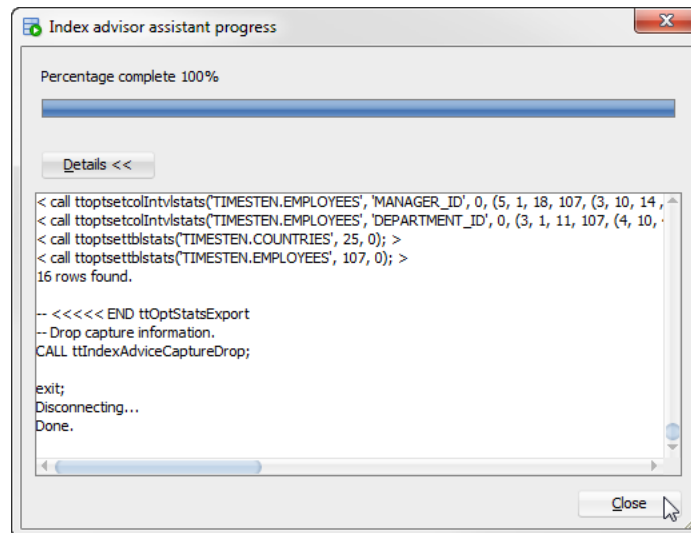 Index advisor assistant progress
Percentage complete 100%
Details <<
< call ttoptsetcolIntvlstats('TIMESTEN.EMPLOYEES', 'MANAGER_ID', 0, (5, 1, 18, 107, (3, 10, 14 ,
< call ttoptsetcolIntvlstats('TIMESTEN.EMPLOYEES', 'DEPARTMENT_ID', 0, (3, 1, 11, 107, (4, 10,
< call ttoptsettblstats('TIMESTEN.COUNTRIES', 25, 0); >
< call ttoptsettblstats('TIMESTEN.EMPLOYEES', 107, 0); >
16 rows found.
-- <<<<< END ttOptStatsExport
-- Drop capture information.
CALL ttIndexAdviceCaptureDrop;
exit;
Disconnecting...
Done.
Close